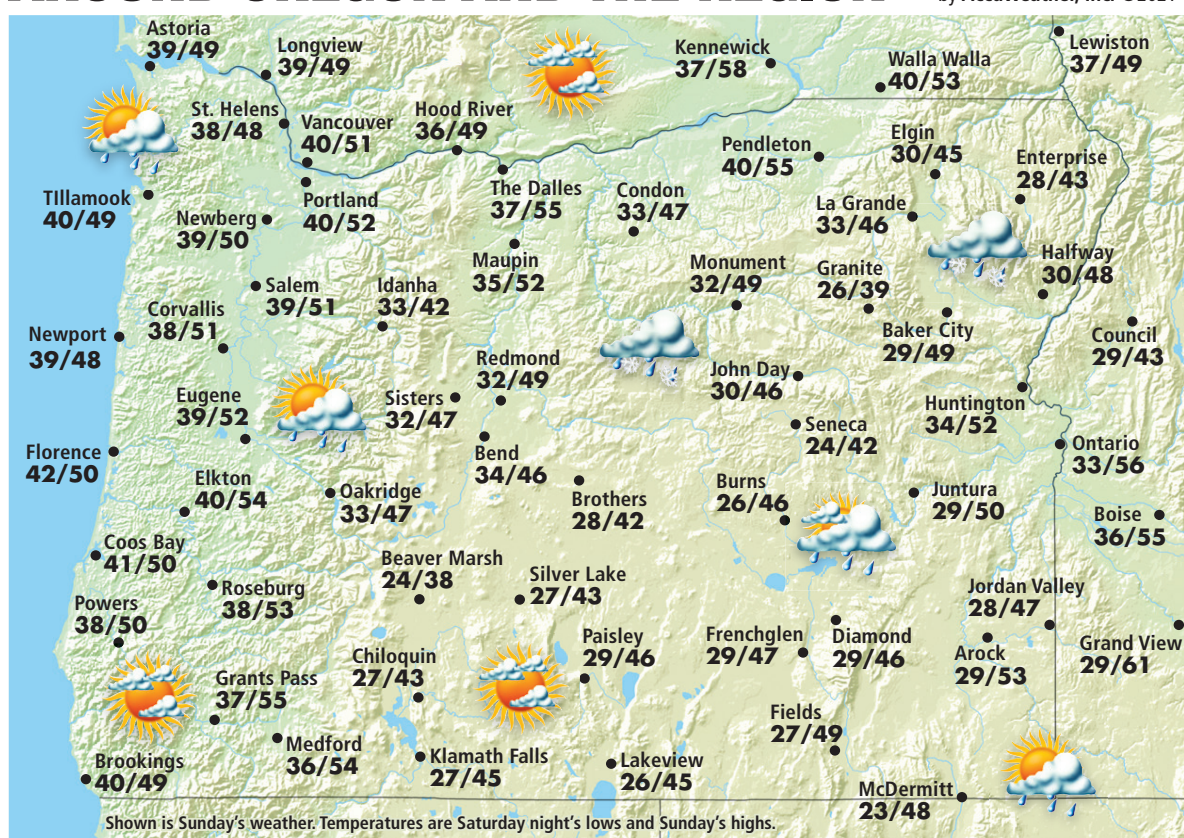 AROUND OREGON AND THE REGION
by AccuWeather, Inc. ©2021
Astoria
39/49
Longview
39/49
Kennewick
37/58
Walla Walla
40/53
Lewiston
37/49
St. Helens
38/48
Vancouver
40/51
Hood River
36/49
Pendleton
40/55
Elgin
30/45
Enterprise
28/43
TIllamook
40/49
Newberg
39/50
Portland
40/52
The Dalles
37/55
Condon
33/47
La Grande
33/46
Maupin
35/52
Monument
32/49
Granite
26/39
Halfway
30/48
Salem
39/51
Idanha
33/42
Corvallis
38/51
Newport
39/48
Baker City
29/49
Council
29/43
Redmond
32/49
John Day
30/46
Eugene
39/52
Sisters
32/47
Huntington
34/52
Seneca
24/42
Florence
42/50
Bend
34/46
Ontario
33/56
Elkton
40/54
Oakridge
33/47
Brothers
28/42
Burns
26/46
Juntura
29/50
Boise
36/55
Coos Bay
41/50
Beaver Marsh
24/38
Silver Lake
27/43
Roseburg
38/53
Jordan Valley
28/47
Powers
38/50
Paisley
29/46
Frenchglen
29/47
Diamond
29/46
Arock
29/53
Grand View
29/61
Chiloquin
27/43
Grants Pass
37/55
Fields
27/49
Medford
36/54
Klamath Falls
27/45
Lakeview
26/45
Brookings
40/49
McDermitt
23/48
Shown is Sunday's weather. Temperatures are Saturday night's lows and Sunday's highs.